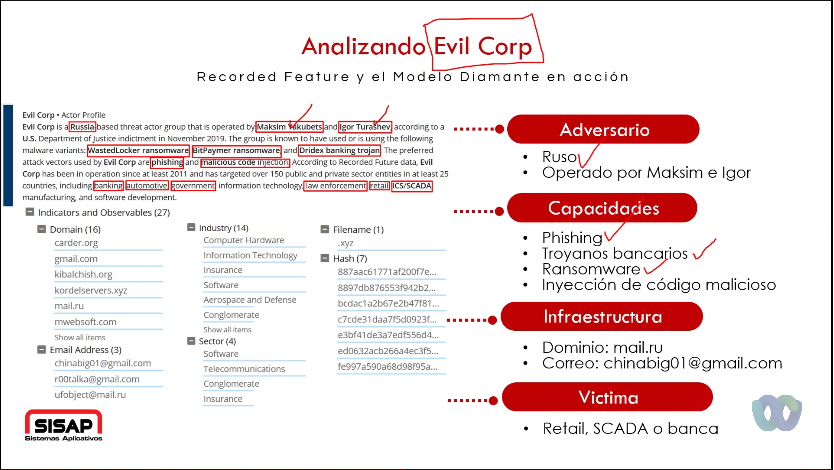 Analizando Evil Corp
Recorded Feature y el Modelo Diamante en acción
Evil Corp • Actor Profile
Evil Corp is a Russia based threat actor group that is operated by Maksim Yakubets and Igor Turashev, according to a
U.S. Department of Justice indictment in November 2019. The group is known to have used or is using the following
malware variants: WastedLocker ransomware, BitPaymer ransomware, and Dridex banking trojan. The preferred
attack vectors used by Evil Corp are phishing and malicious code injection. According to Recorded Future data, Evil
Corp has been in operation since at least 2011 and has targeted over 150 public and private sector entities in at least 25
countries, including banking, automotive, government, information technology, law enforcement, retail, ICS/SCADA,
manufacturing, and software development.
Indicators and Observables (27)
Domain (16)
carder.org
gmail.com
kibalchish.org
kordelservers.xyz
mail.ru
mwebsoft.com
Show all items
Email Address (3)
chinabig01@gmail.com
r00talka@gmail.com
ufobject@mail.ru
Industry (14)
Computer Hardware
Information Technology
Insurance
Software
Aerospace and Defense
Conglomerate
Show all items
Sector (4)
Software
Telecommunications
Conglomerate
Insurance
Filename (1)
.xyz
Hash (7)
887aac61771af200f7e...
8897db876553f942b2...
bcdac1a2b67e2b47f81...
c7cde31daa7f5d0923f...
e3bf41de3a7edf556d4...
ed0632acb266a4ec3f5...
fe997a590a68d98f95a...
Adversario
• Ruso
• Operado por Maksim e Igor
Capacidades
• Phishing
• Troyanos bancarios
• Ransomware
• Inyección de código malicioso
Infraestructura
• Dominio: mail.ru
• Correo: chinabig01@gmail.com
Victima
• Retail, SCADA o banca
SISAP
Sistemas Aplicativos